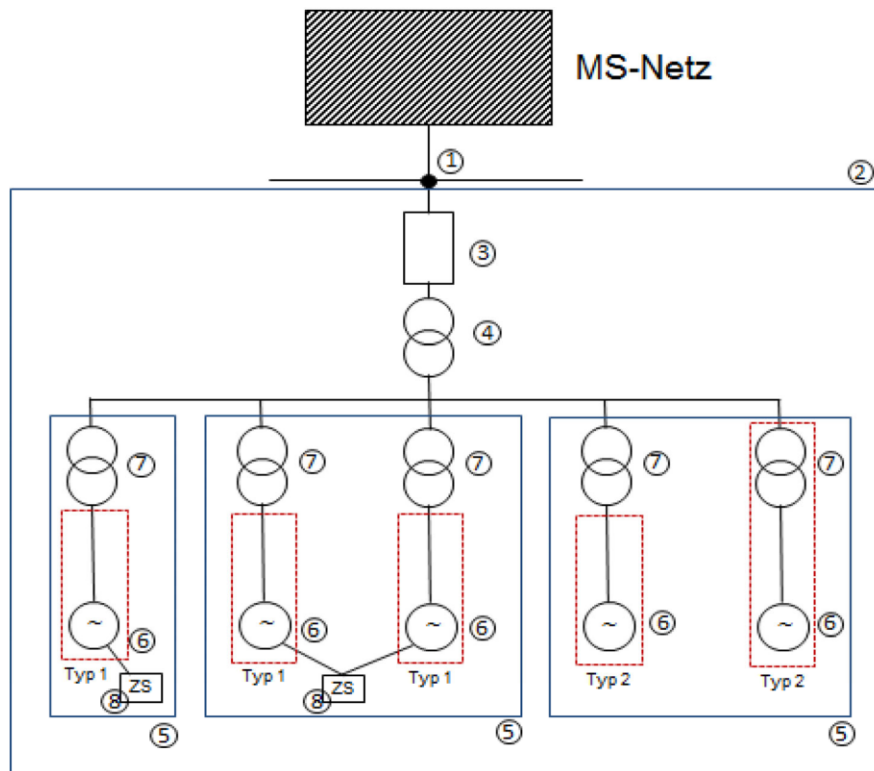 MS-Netz
①
②
③
④
⑦ ⑦ ⑦ ⑦ ⑦
~ ~ ~ ~ ~
⑥ ⑥ ⑥ ⑥ ⑥
Typ 1 Typ 1 Typ 1 Typ 2 Typ 2
ZS ZS
⑧ ⑧
⑤ ⑤ ⑤